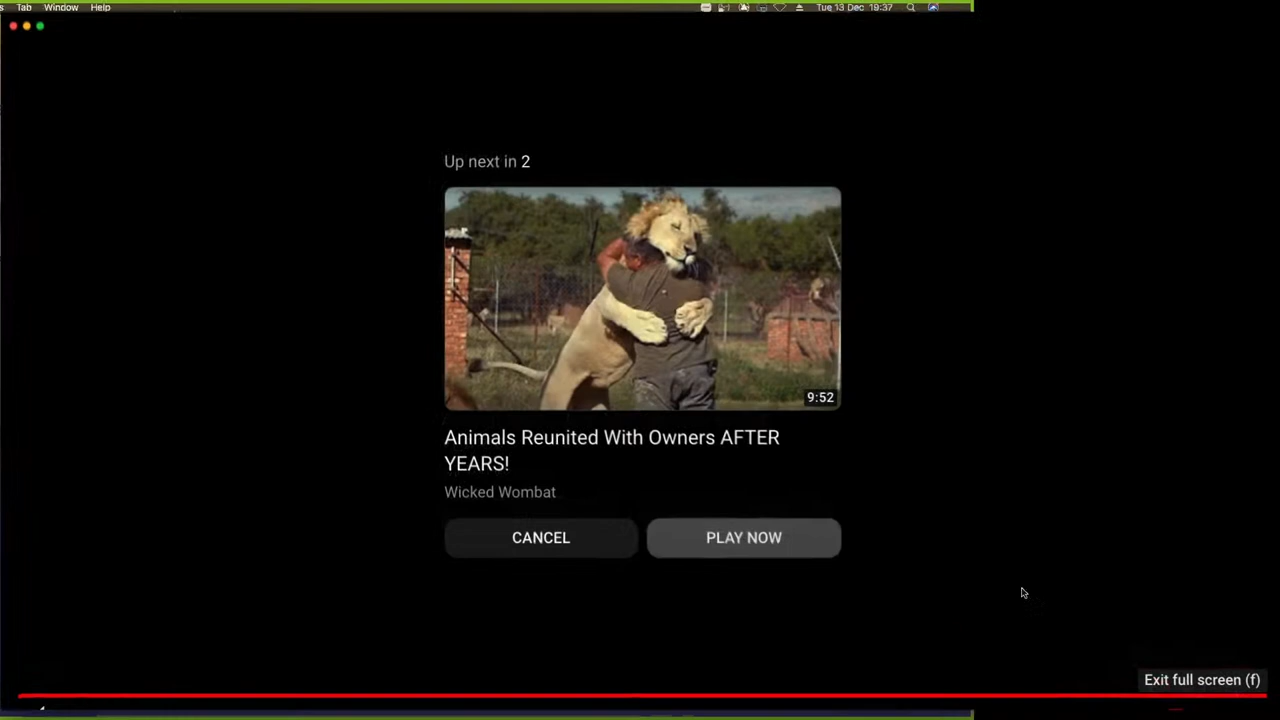 Tab Window Help Tue 13 Dec 19:37
Up next in 2
9:52
Animals Reunited With Owners AFTER
YEARS!
Wicked Wombat
CANCEL PLAY NOW
Exit full screen (f)